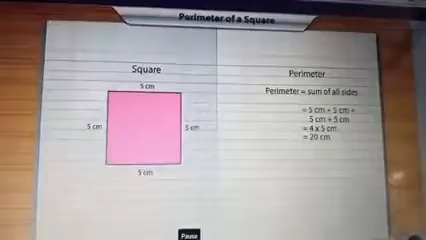 Perimeter of a Square
Square
5 cm
5 cm
5 cm
5 cm
Perimeter
Perimeter = sum of all sides
= 5 cm + 5 cm +
5 cm + 5 cm
= 4 x 5 cm
= 20 cm
Pause